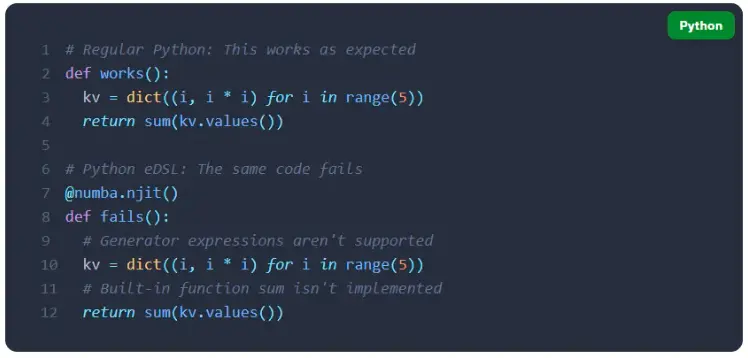 Python
1 # Regular Python: This works as expected
2 def works():
3   kv = dict((i, i * i) for i in range(5))
4   return sum(kv.values())
5
6 # Python eDSL: The same code fails
7 @numba.njit()
8 def fails():
9   # Generator expressions aren't supported
10   kv = dict((i, i * i) for i in range(5))
11   # Built-in function sum isn't implemented
12   return sum(kv.values())